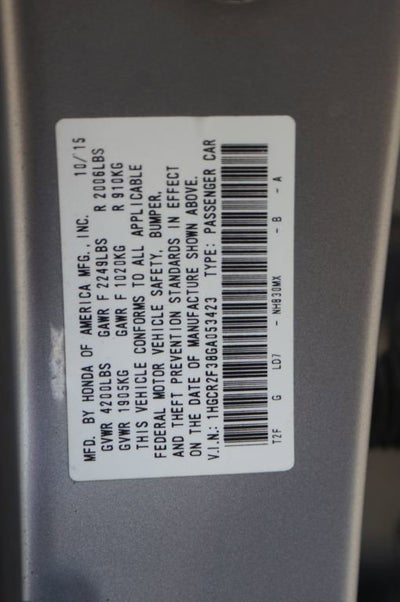 MFD. BY HONDA OF AMERICA MFG., INC. 10/15
GVWR 4200LBS GAWR F 2249LBS R 2006LBS
GVWR 1905KG GAWR F 1020KG R 910KG
THIS VEHICLE CONFORMS TO ALL APPLICABLE
FEDERAL MOTOR VEHICLE SAFETY, BUMPER,
AND THEFT PREVENTION STANDARDS IN EFFECT
ON THE DATE OF MANUFACTURE SHOWN ABOVE.
V.I.N.: 1HGCR2F38GA053423 TYPE: PASSENGER CAR
T2F G LD7 - NH830MX - B - A